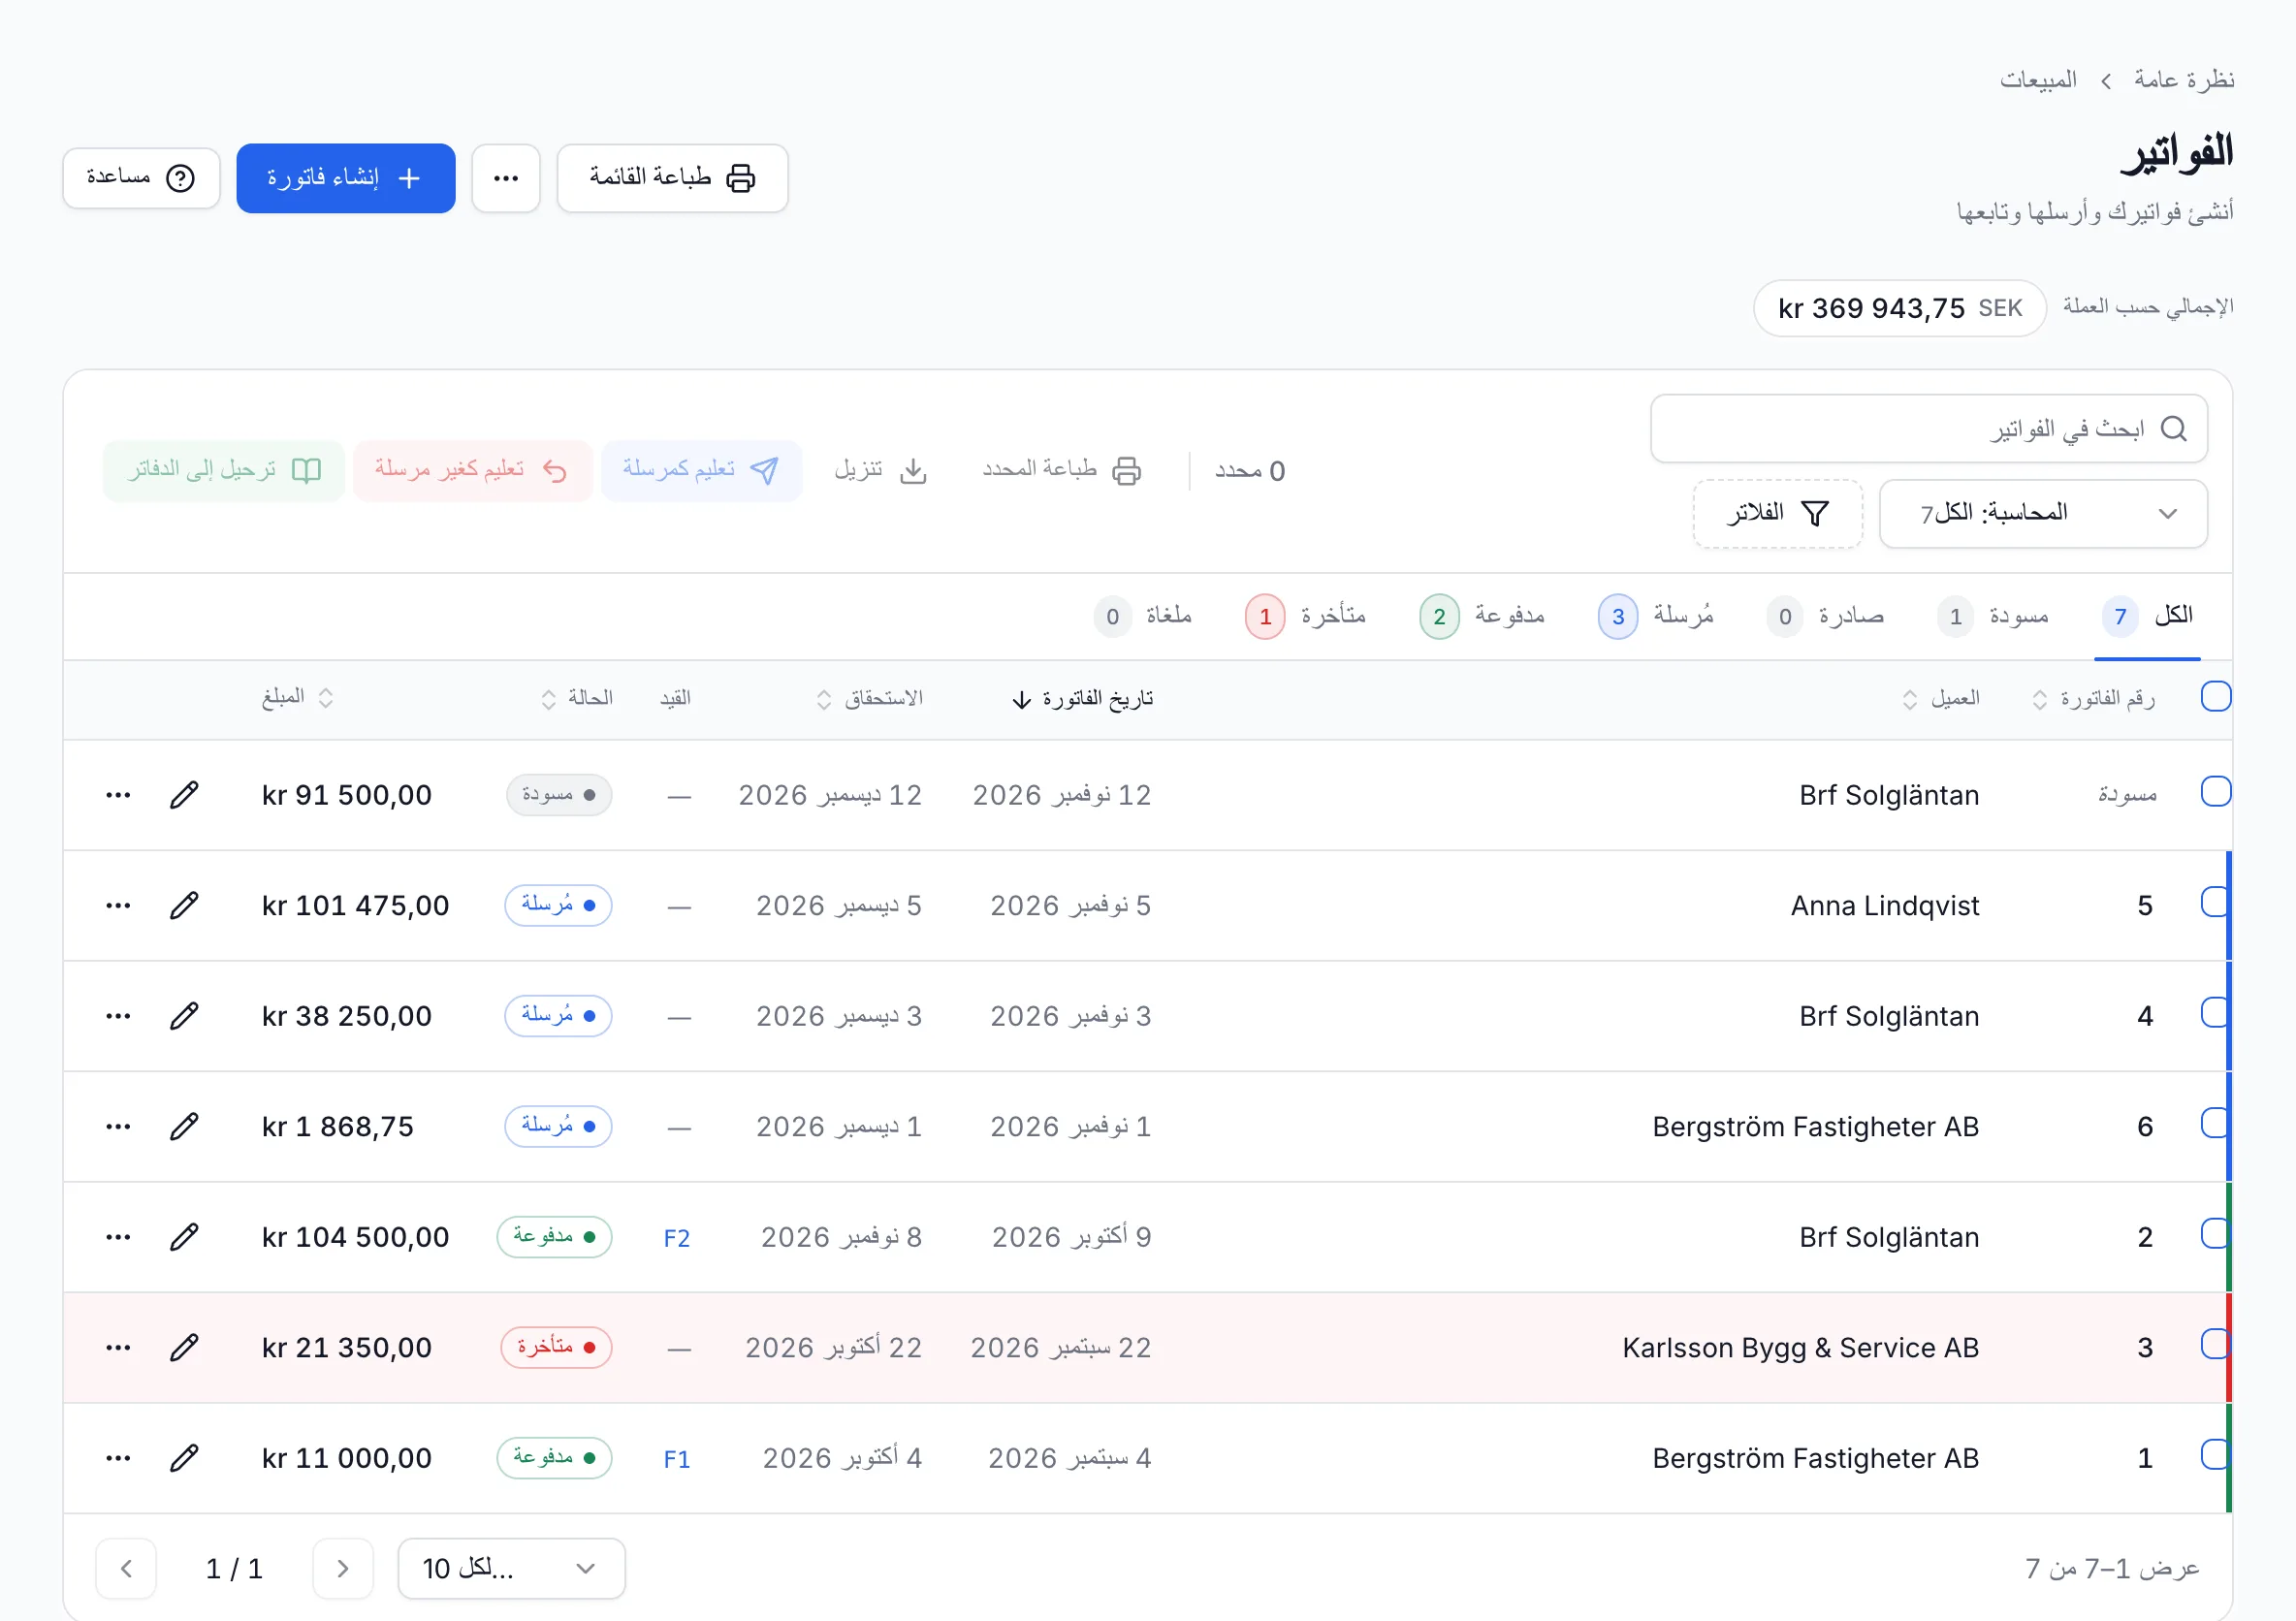 نظرة عامة
المبيعات
الفواتير
أنشئ فواتيرك وأرسلها وتابعها
طباعة القائمة
إنشاء فاتورة
مساعدة
الإجمالي حسب العملة
SEK kr 369 943,75
ابحث في الفواتير
المحاسبة: الكل 7
الفلاتر
0 محدد
طباعة المحدد
تنزيل
تعليم كمرسلة
تعليم كغير مرسلة
ترحيل إلى الدفاتر
الكل 7 مسودة 1 صادرة 0 مُرسلة 3 مدفوعة 2 متأخرة 1 ملغاة 0
رقم الفاتورة العميل تاريخ الفاتورة الاستحقاق القيد الحالة المبلغ
مسودة Brf Solgläntan 12 نوفمبر 2026 12 ديسمبر 2026 — مسودة kr 91 500,00
5 Anna Lindqvist 5 نوفمبر 2026 5 ديسمبر 2026 — مُرسلة kr 101 475,00
4 Brf Solgläntan 3 نوفمبر 2026 3 ديسمبر 2026 — مُرسلة kr 38 250,00
6 Bergström Fastigheter AB 1 نوفمبر 2026 1 ديسمبر 2026 — مُرسلة kr 1 868,75
2 Brf Solgläntan 9 أكتوبر 2026 8 نوفمبر 2026 F2 مدفوعة kr 104 500,00
3 Karlsson Bygg & Service AB 22 سبتمبر 2026 22 أكتوبر 2026 — متأخرة kr 21 350,00
1 Bergström Fastigheter AB 4 سبتمبر 2026 4 أكتوبر 2026 F1 مدفوعة kr 11 000,00
عرض 1–7 من 7
10 لكل...
1 / 1